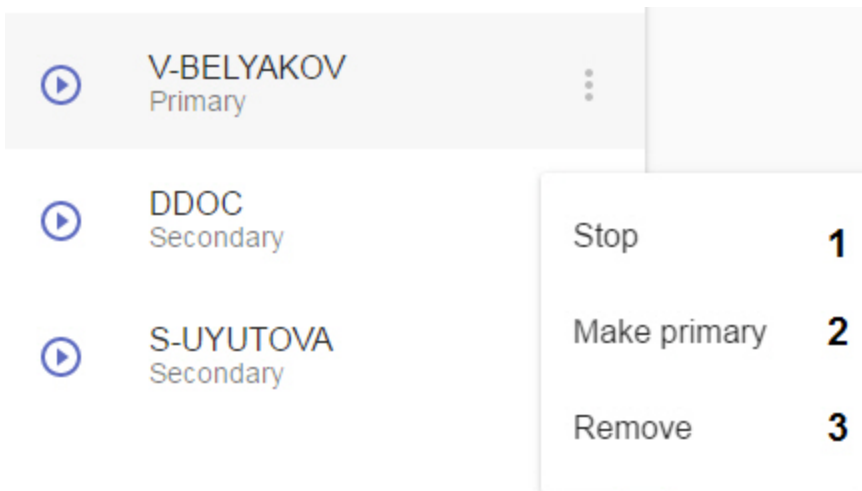 V-BELYAKOV
Primary
DDOC
Secondary
S-UYUTOVA
Secondary
Stop 1
Make primary 2
Remove 3